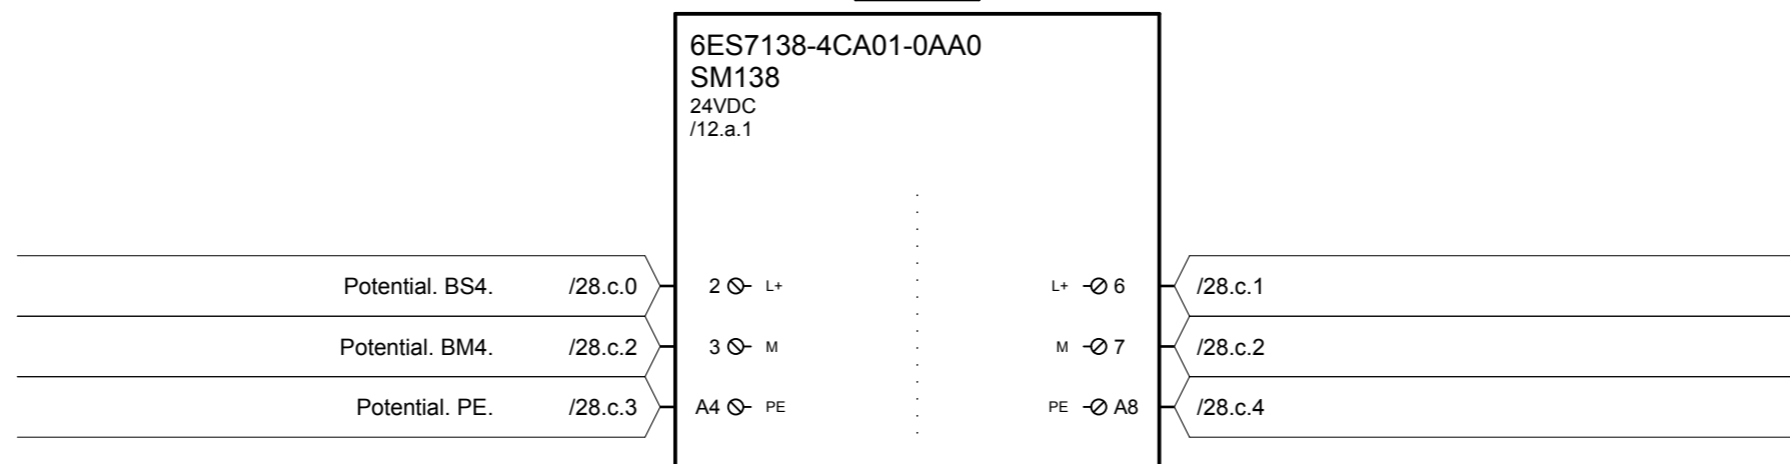 6ES7138-4CA01-0AA0
SM138
24VDC
/12.a.1
Potential. BS4. /28.c.0 2 L+ L+ 6 /28.c.1
Potential. BM4. /28.c.2 3 M M 7 /28.c.2
Potential. PE. /28.c.3 A4 PE PE A8 /28.c.4